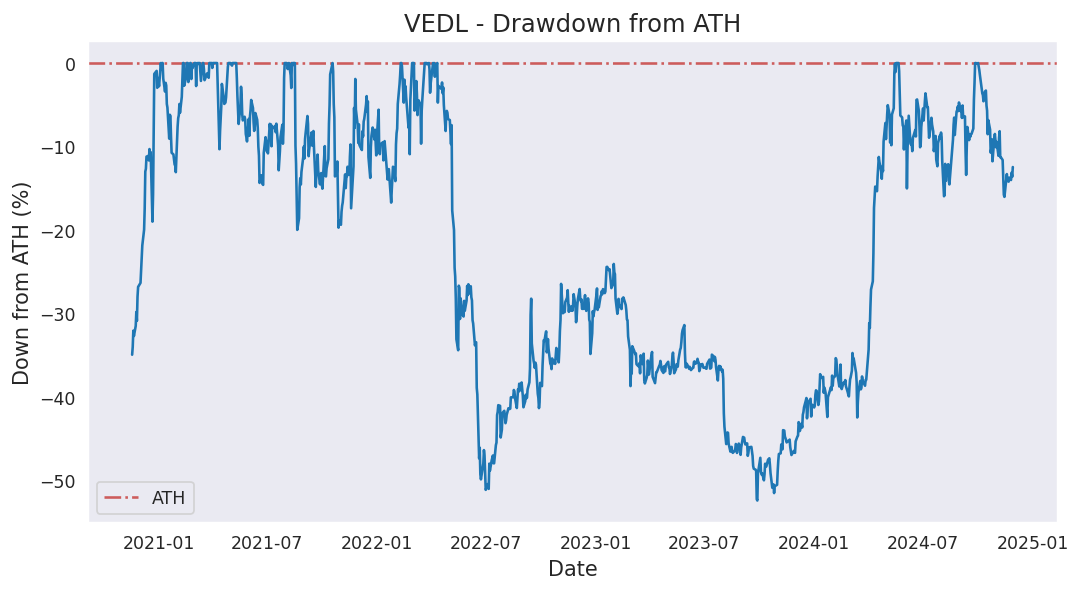 VEDL - Drawdown from ATH
Down from ATH (%)
0
−10
−20
−30
−40
−50
ATH
2021-01 2021-07 2022-01 2022-07 2023-01 2023-07 2024-01 2024-07 2025-01
Date